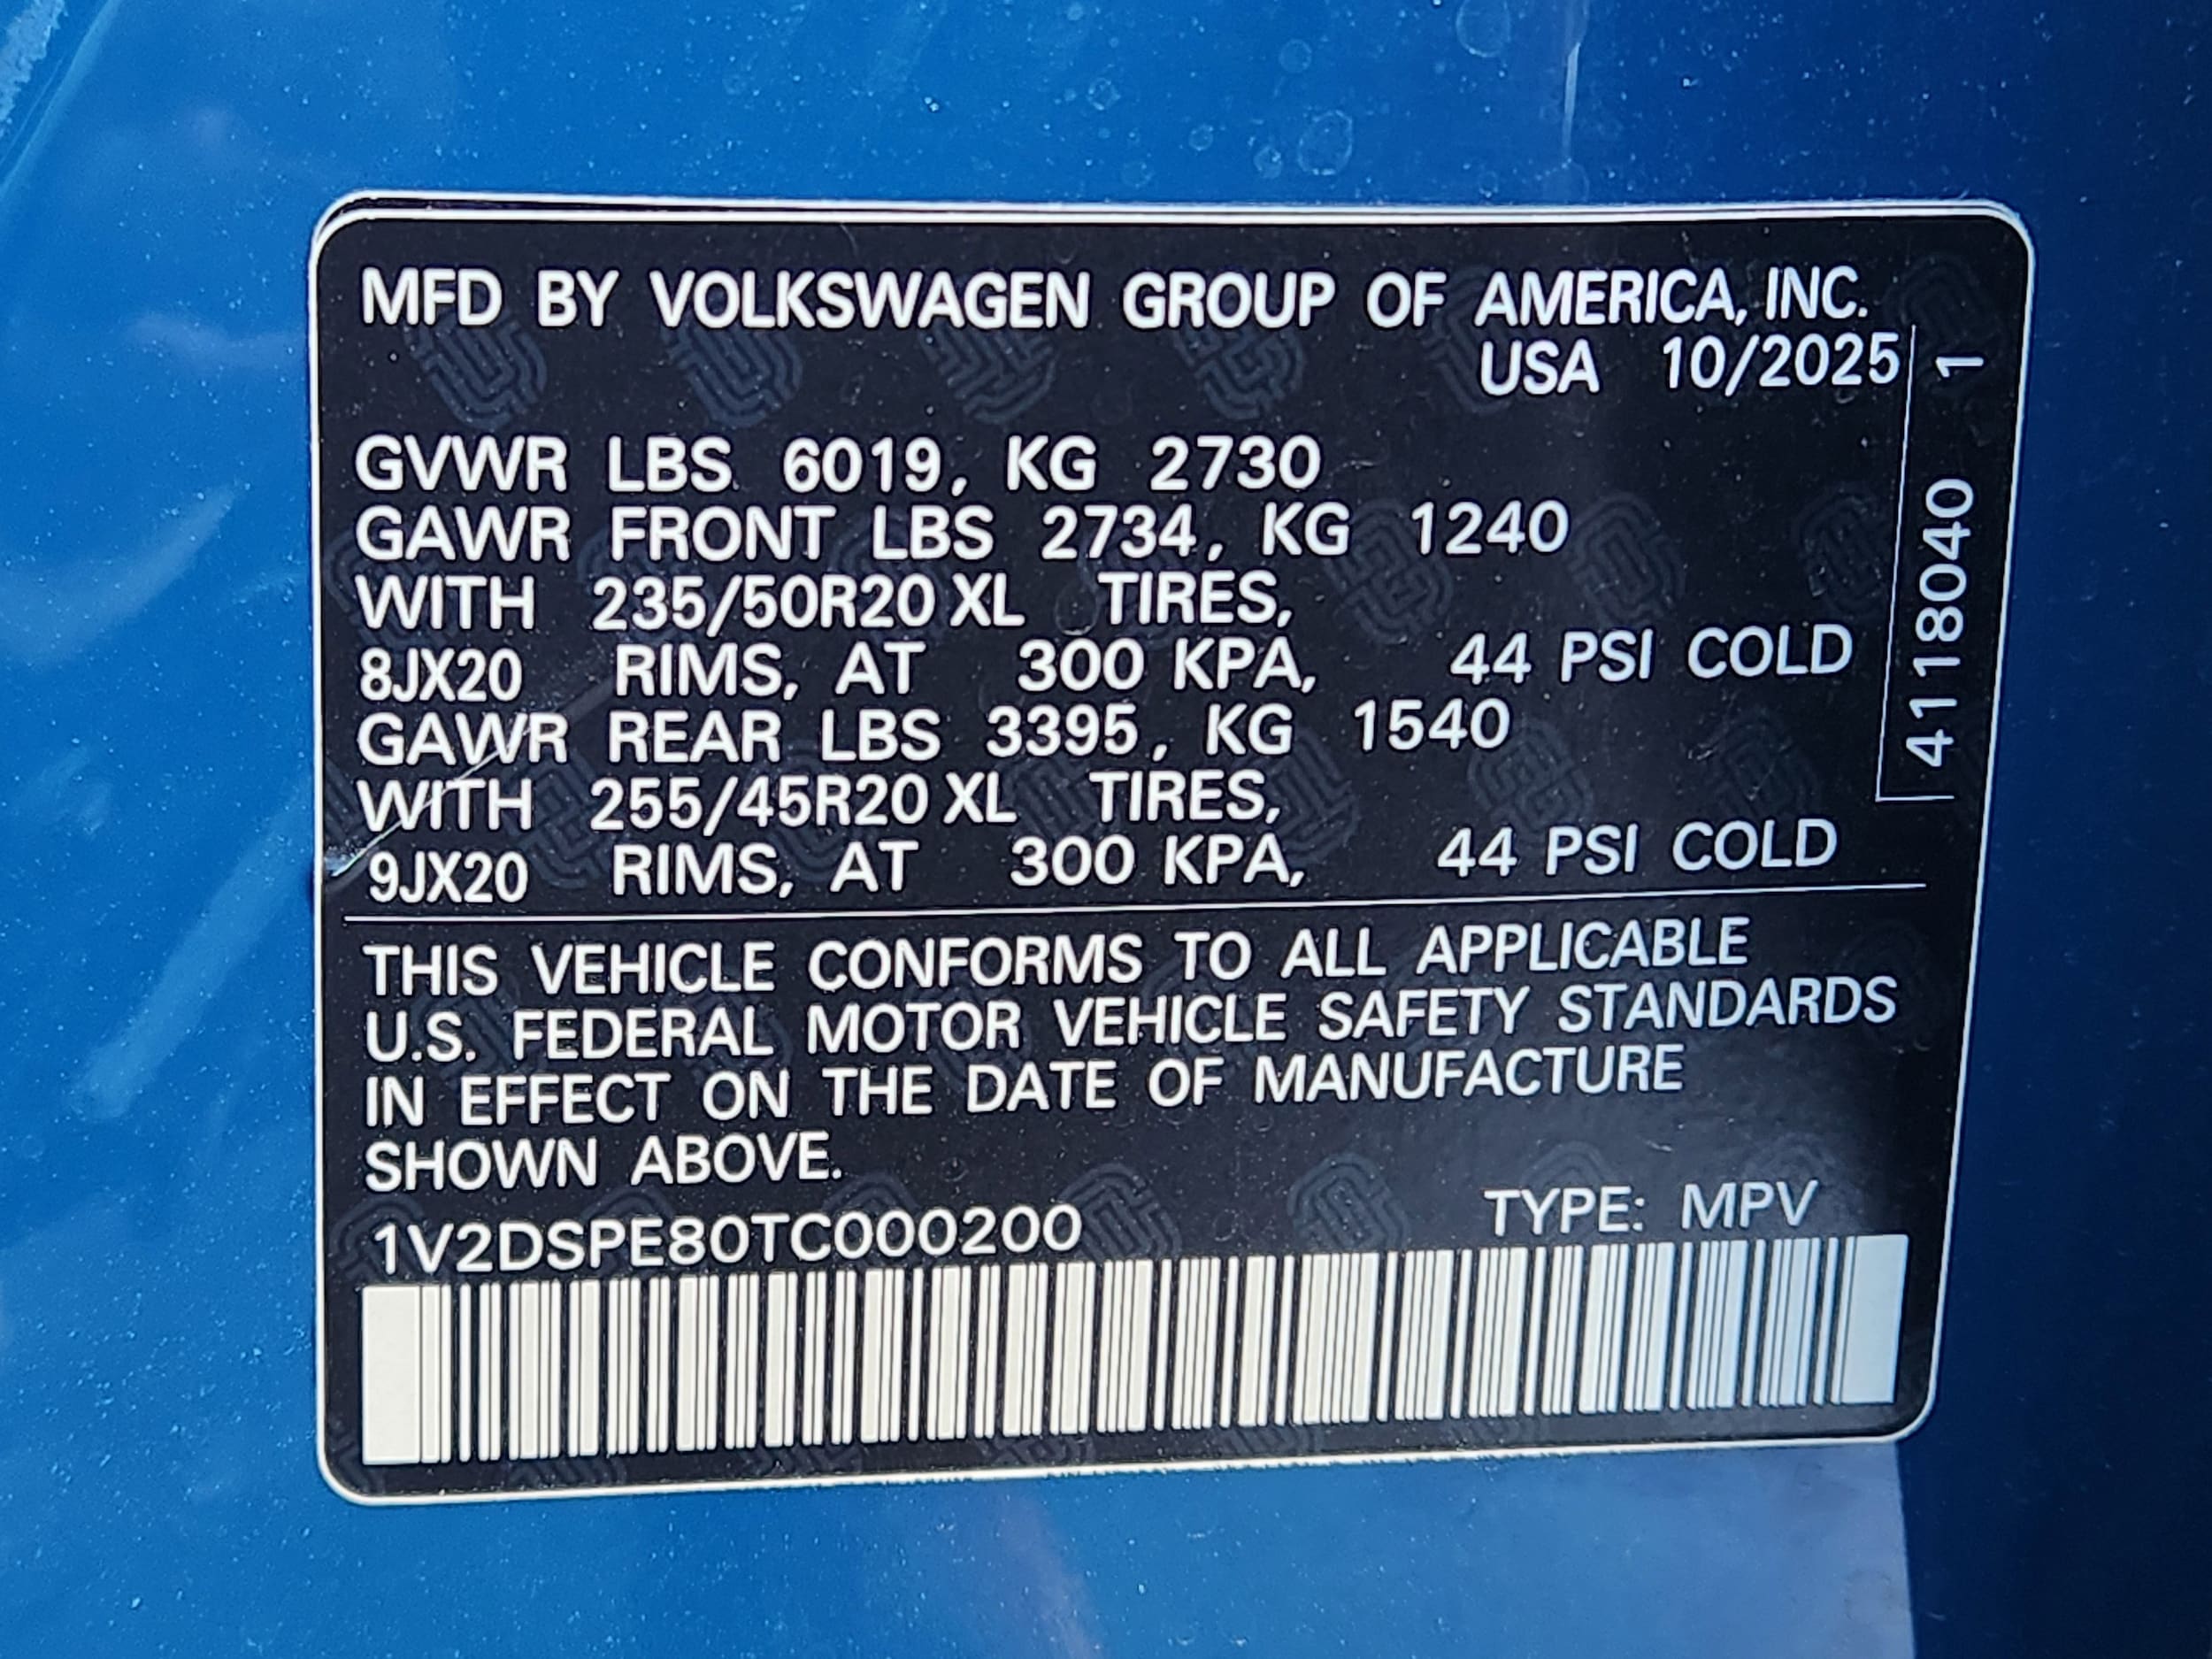 MFD BY VOLKSWAGEN GROUP OF AMERICA, INC.
USA 10/2025
GVWR LBS 6019, KG 2730
GAWR FRONT LBS 2734, KG 1240
WITH 235/50R20 XL TIRES,
8JX20 RIMS, AT 300 KPA, 44 PSI COLD
GAWR REAR LBS 3395, KG 1540
WITH 255/45R20 XL TIRES,
9JX20 RIMS, AT 300 KPA, 44 PSI COLD
THIS VEHICLE CONFORMS TO ALL APPLICABLE
U.S. FEDERAL MOTOR VEHICLE SAFETY STANDARDS
IN EFFECT ON THE DATE OF MANUFACTURE
SHOWN ABOVE.
1V2DSPE80TC000200 TYPE: MPV
4118040 1